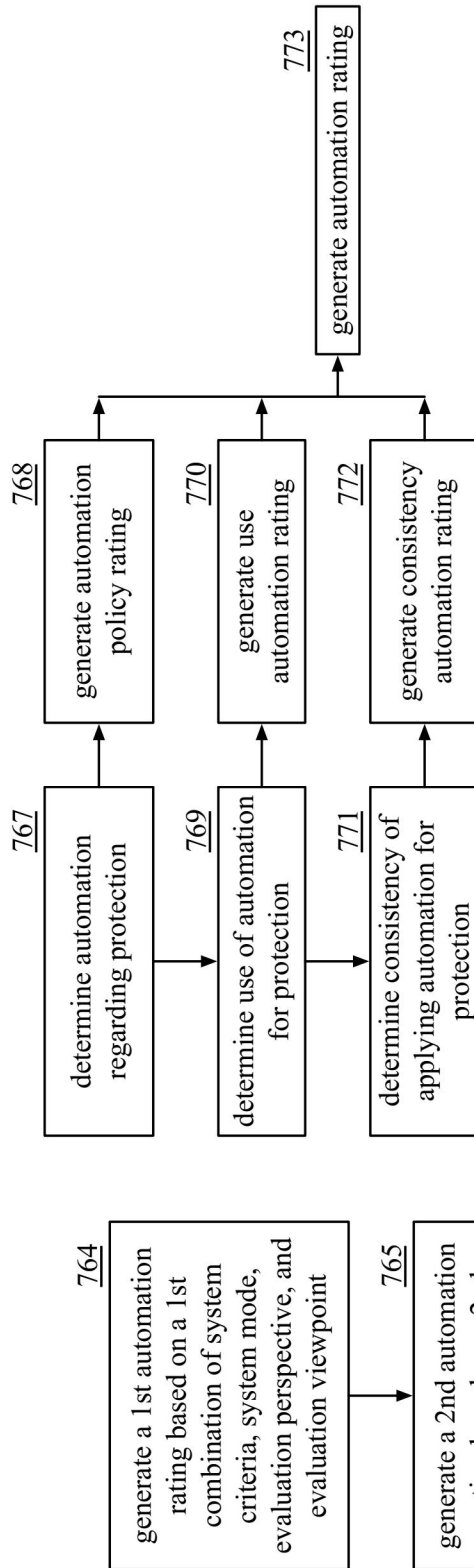 764
generate a 1st automation
rating based on a 1st
combination of system
criteria, system mode,
evaluation perspective, and
evaluation viewpoint
765
generate a 2nd automation
767
determine automation
regarding protection
768
generate automation
policy rating
769
determine use of automation
for protection
770
generate use
automation rating
771
determine consistency of
applying automation for
protection
772
generate consistency
automation rating
773
generate automation rating